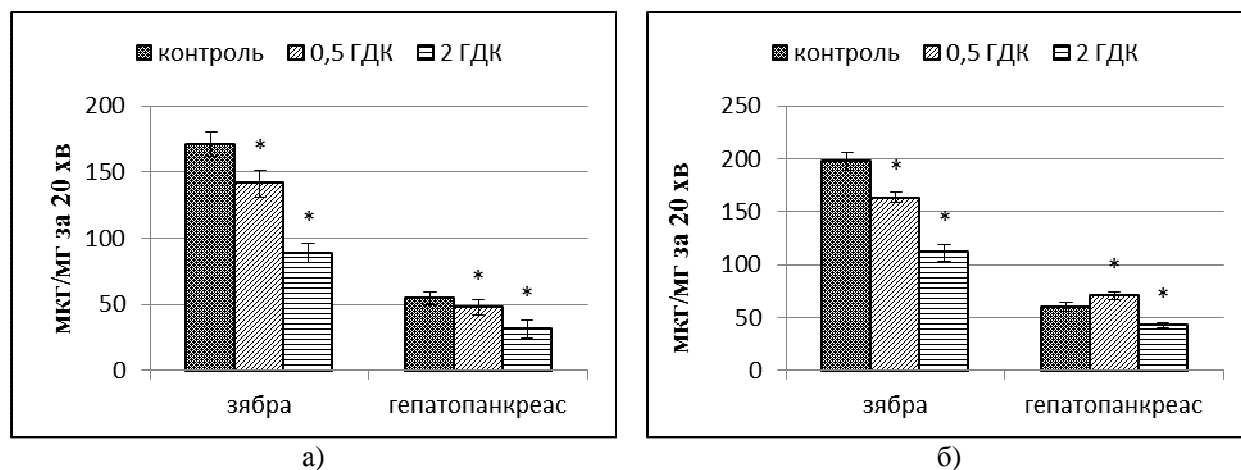 контроль 0,5 ГДК 2 ГДК
мкг/мг за 20 хв
200
150
100
50
0
* * * *
зябра гепатопанкреас
а)
контроль 0,5 ГДК 2 ГДК
мкг/мг за 20 хв
250
200
150
100
50
0
* * * *
зябра гепатопанкреас
б)